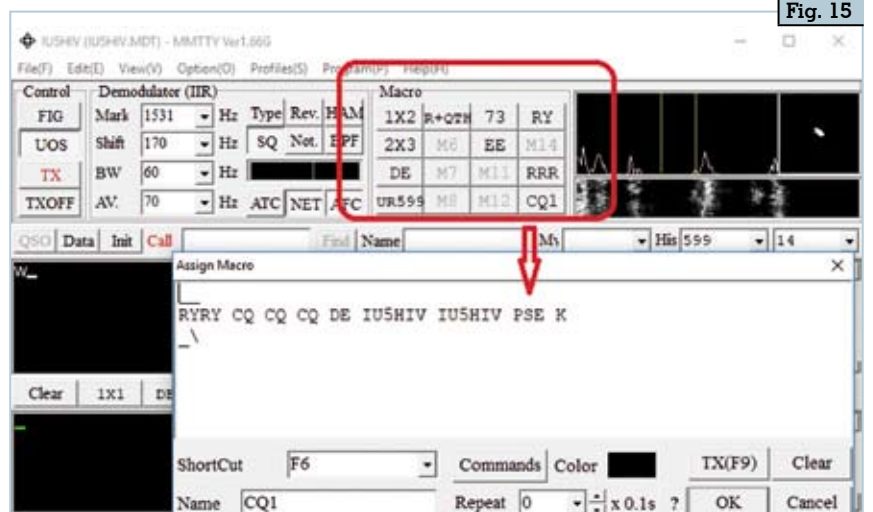 Fig. 15
IU5HIV (IU5HIV.MDT) - MMTTY Ver1.66G
File(F) Edit(E) View(V) Option(O) Profiles(S) Program(P) Help(H)
Control Demodulator (IIR) Macro
FIG Mark 1531 Hz Type Rev. HAM 1X2 R+QTH 73 RY
UOS Shift 170 Hz SQ Not. BPF 2X3 M6 EE M14
TX BW 60 Hz DE M7 M11 RRR
TXOFF AV. 70 Hz ATC NET AFC UR599 M8 M12 CQ1
QSO Data Init Call Find Name My His 599 14
W_
Assign Macro
RYRY CQ CQ CQ DE IU5HIV IU5HIV PSE K
_\
Clear 1X1 DE
ShortCut F6 Commands Color TX(F9) Clear
Name CQ1 Repeat 0 x 0.1s ? OK Cancel